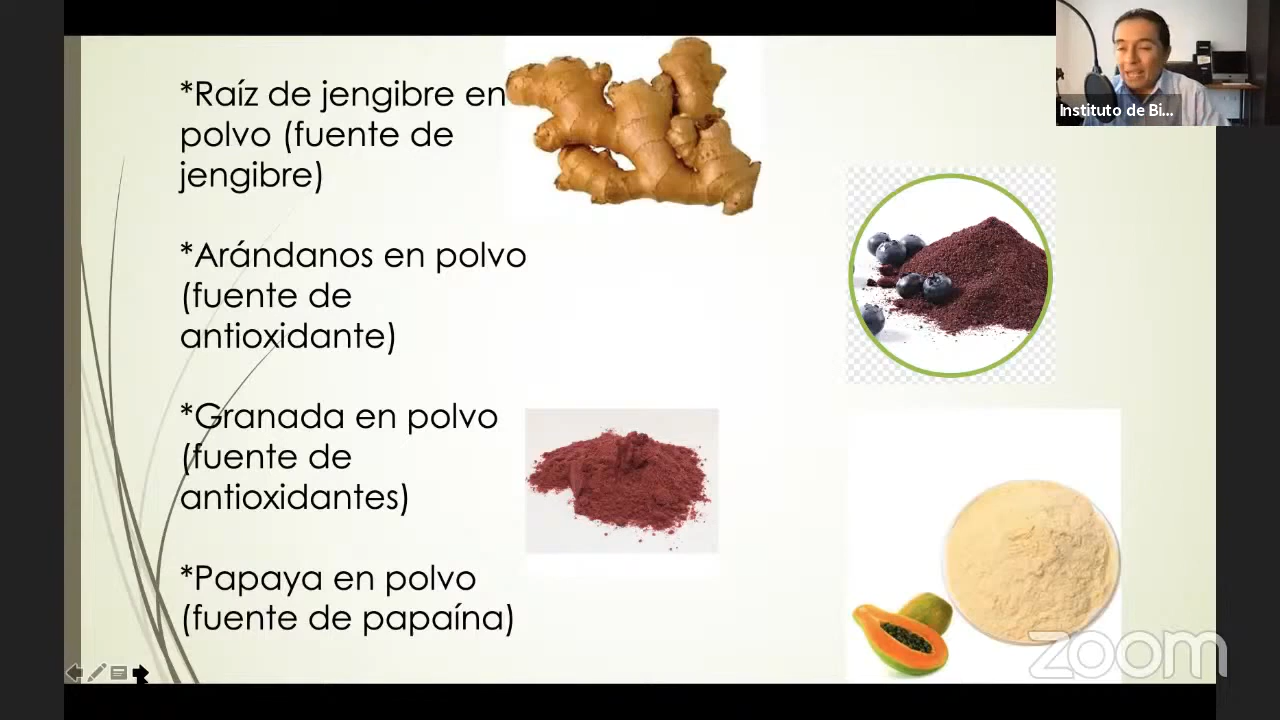 *Raíz de jengibre en
polvo (fuente de
jengibre)
*Arándanos en polvo
(fuente de
antioxidante)
*Granada en polvo
(fuente de
antioxidantes)
*Papaya en polvo
(fuente de papaína)
Instituto de Bi...
zoom